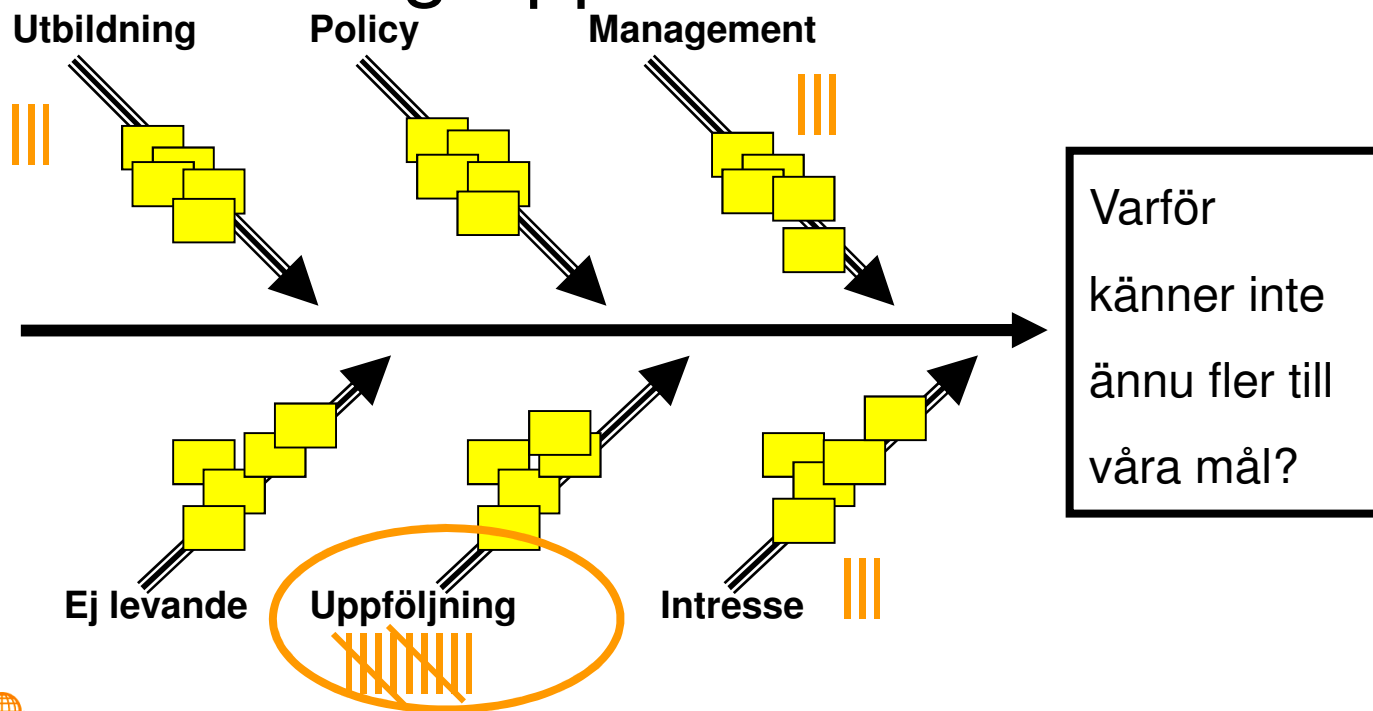 Utbildning Policy Management
Varför
känner inte
ännu fler till
våra mål?
Ej levande Uppföljning Intresse